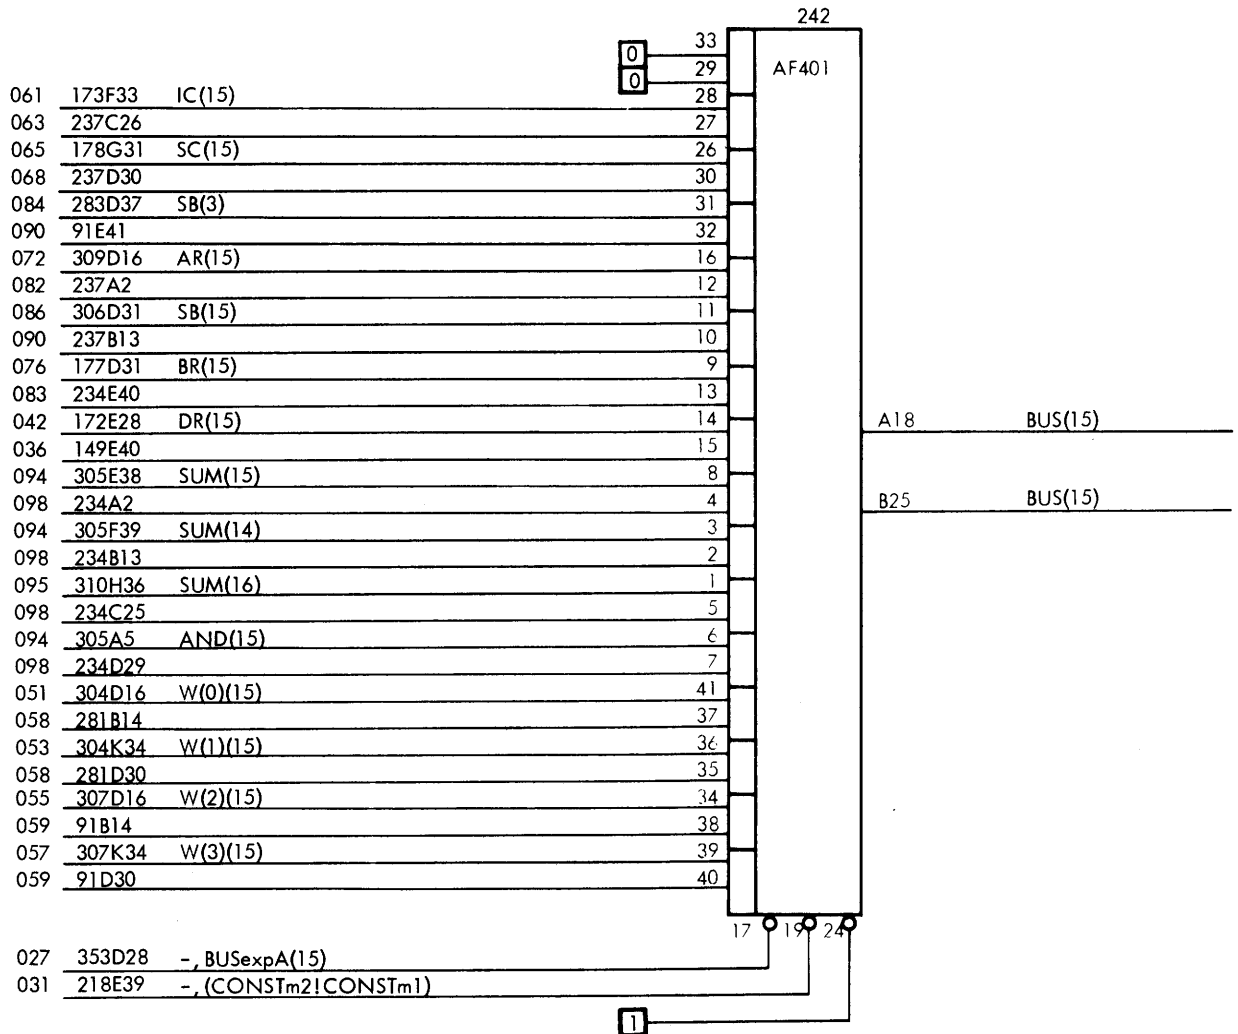 242
0 33
AF401
0 29
061 173F33 IC(15) 28
063 237C26 27
065 178G31 SC(15) 26
068 237D30 30
084 283D37 SB(3) 31
090 91E41 32
072 309D16 AR(15) 16
082 237A2 12
086 306D31 SB(15) 11
090 237B13 10
076 177D31 BR(15) 9
083 234E40 13
042 172E28 DR(15) 14 A18 BUS(15)
036 149E40 15
094 305E38 SUM(15) 8
098 234A2 4 B25 BUS(15)
094 305F39 SUM(14) 3
098 234B13 2
095 310H36 SUM(16) 1
098 234C25 5
094 305A5 AND(15) 6
098 234D29 7
051 304D16 W(0)(15) 41
058 281B14 37
053 304K34 W(1)(15) 36
058 281D30 35
055 307D16 W(2)(15) 34
059 91B14 38
057 307K34 W(3)(15) 39
059 91D30 40
17 19 24
027 353D28 -, BUSexpA(15)
031 218E39 -, (CONSTm2!CONSTm1)
1